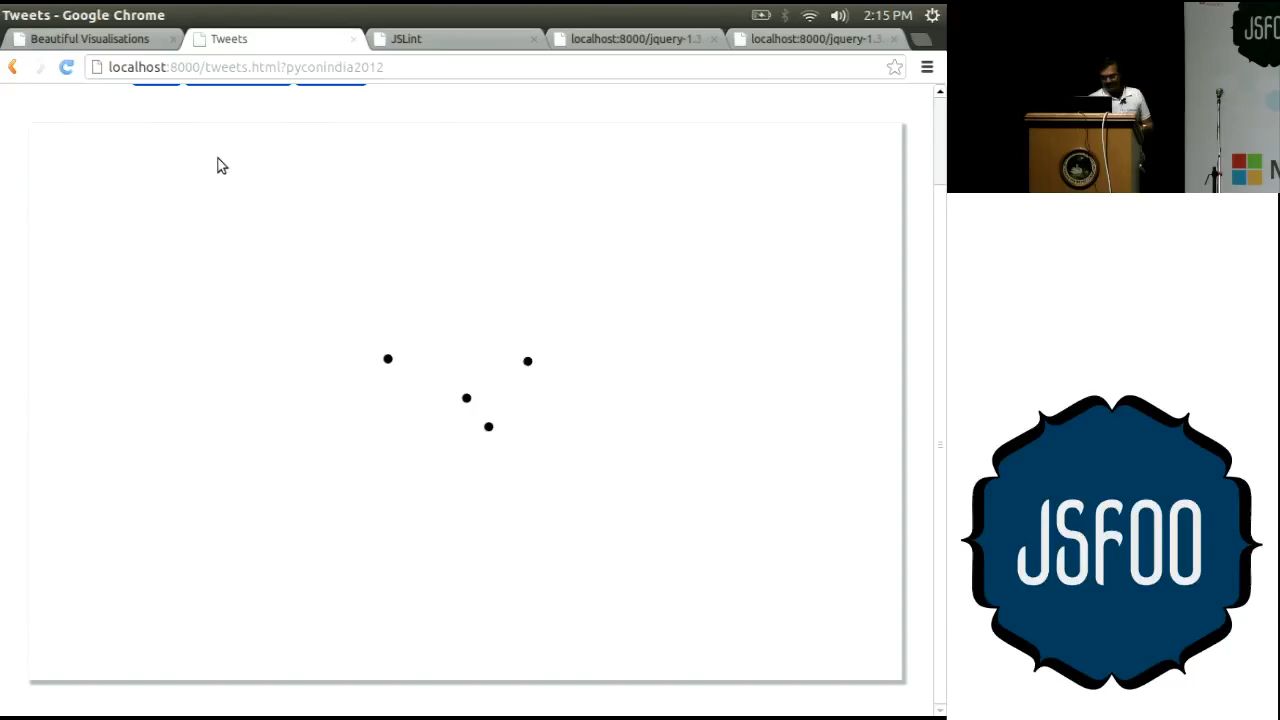 Tweets - Google Chrome
2:15 PM
Beautiful Visualisations
Tweets
JSLint
localhost:8000/jquery-1.3
localhost:8000/jquery-1.3
localhost:8000/tweets.html?pyconindia2012
JSFOO